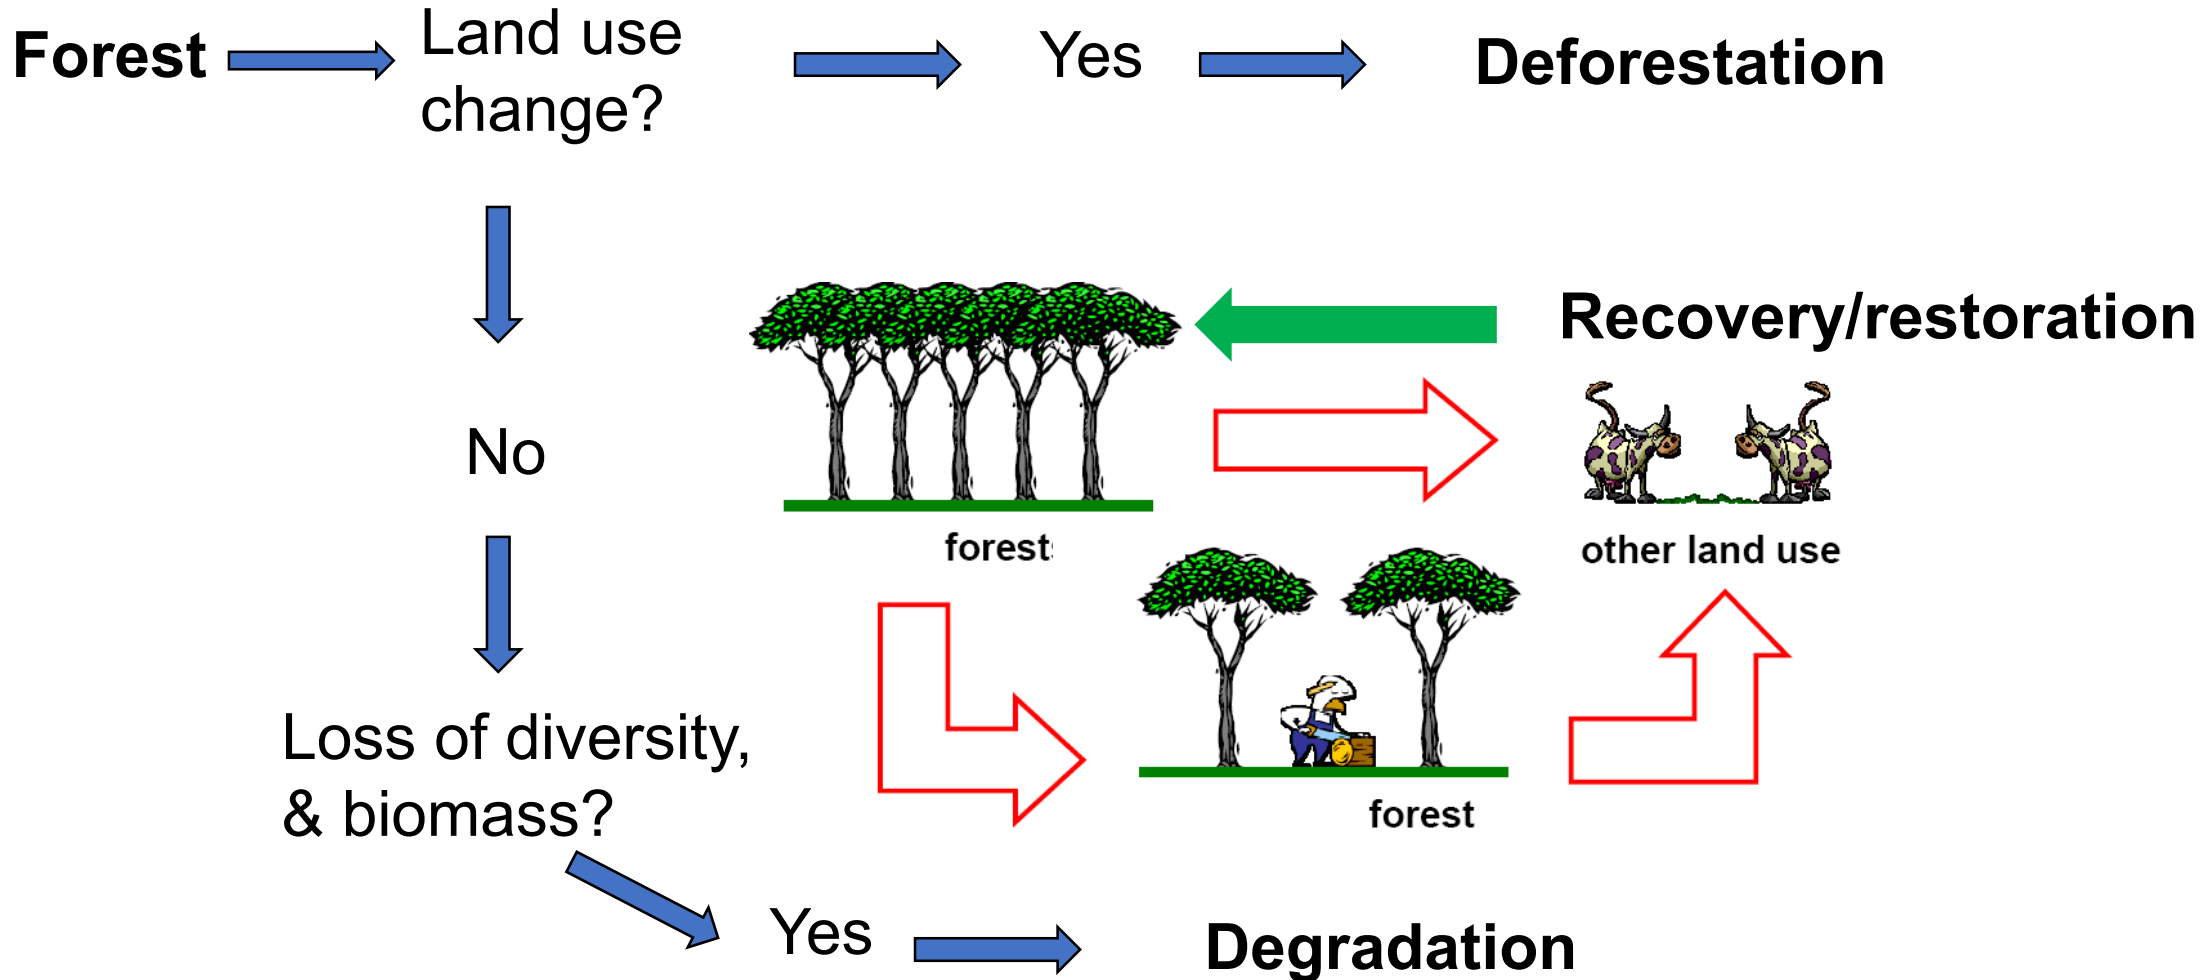 Forest
Land use
change?
Yes
Deforestation
Recovery/restoration
No
forest
other land use
Loss of diversity,
& biomass?
forest
Yes
Degradation